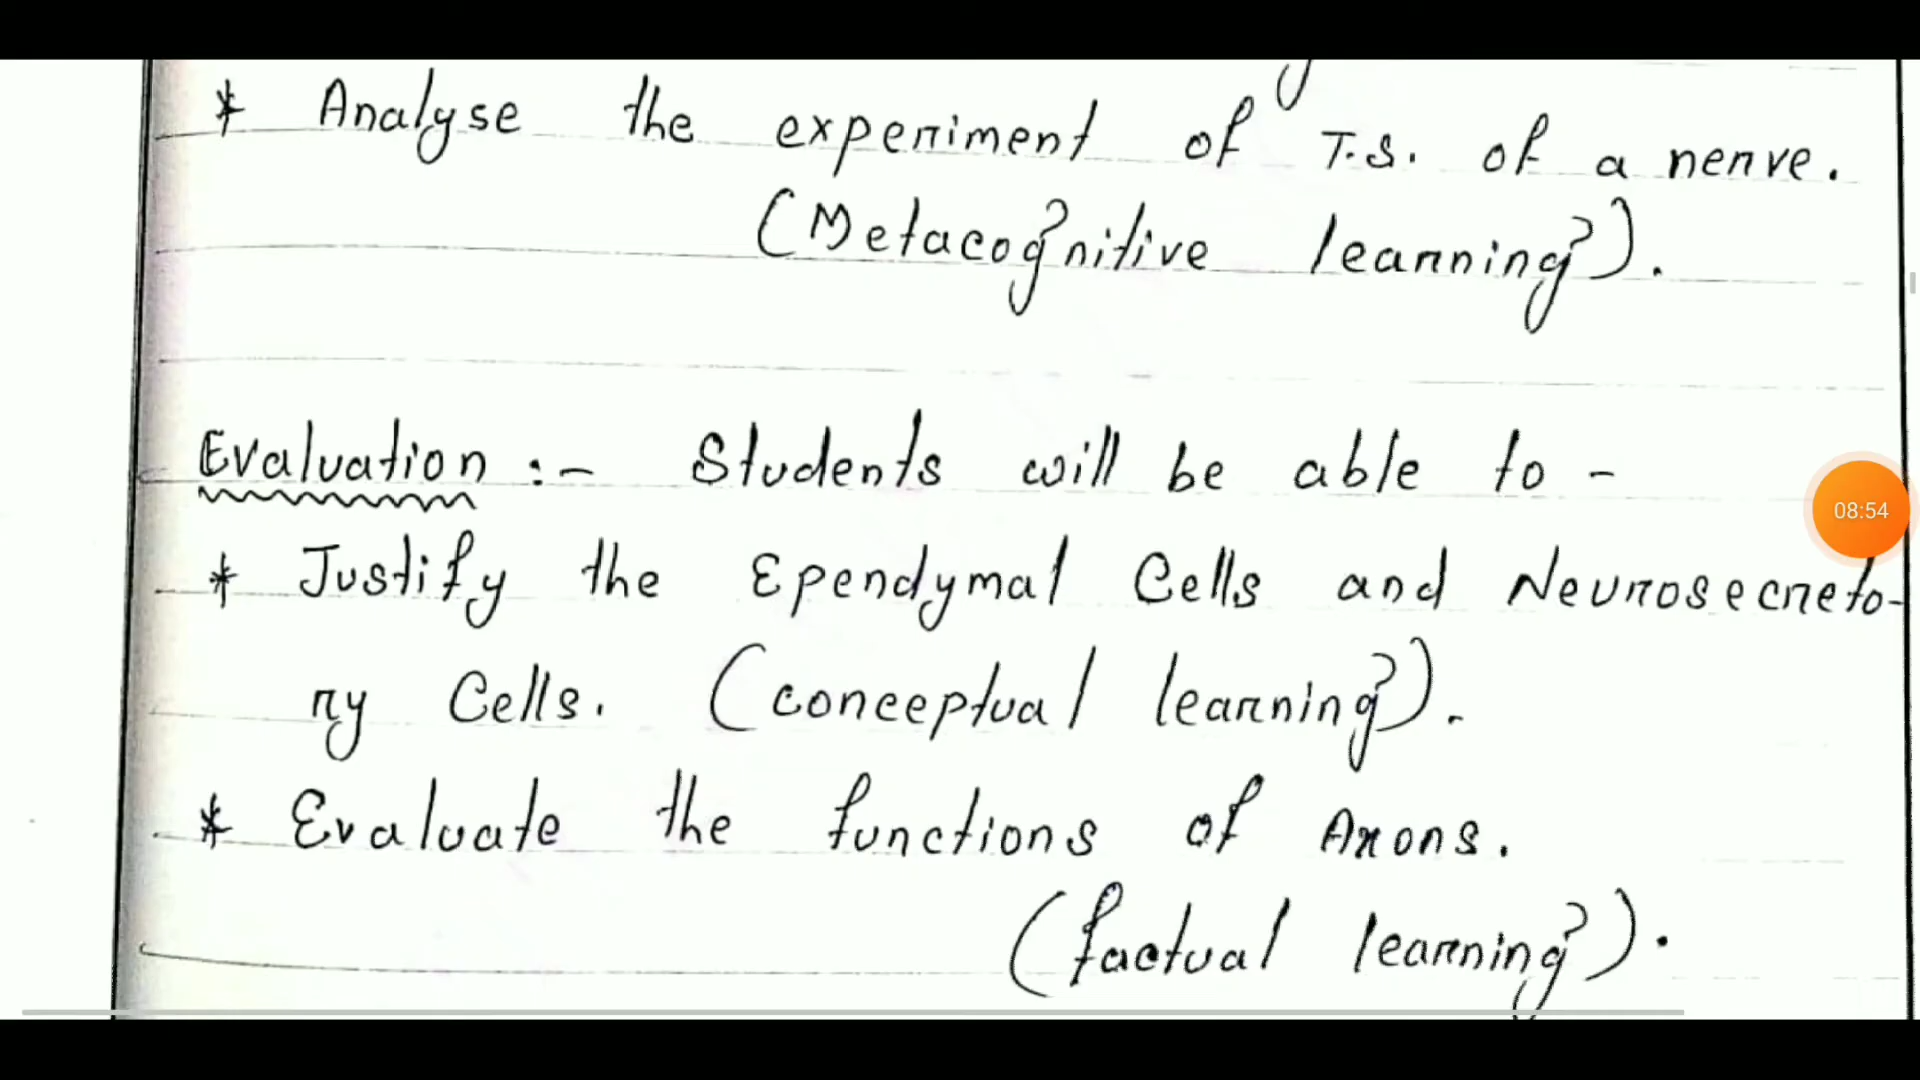 * Analyse the experiment of T.S. of a nerve.
(Metacognitive learning).
Evaluation :- Students will be able to -
* Justify the Ependymal Cells and Neurosecreto-
ry Cells. (conceptual learning).
08:54
* Evaluate the functions of Axons.
(factual learning).